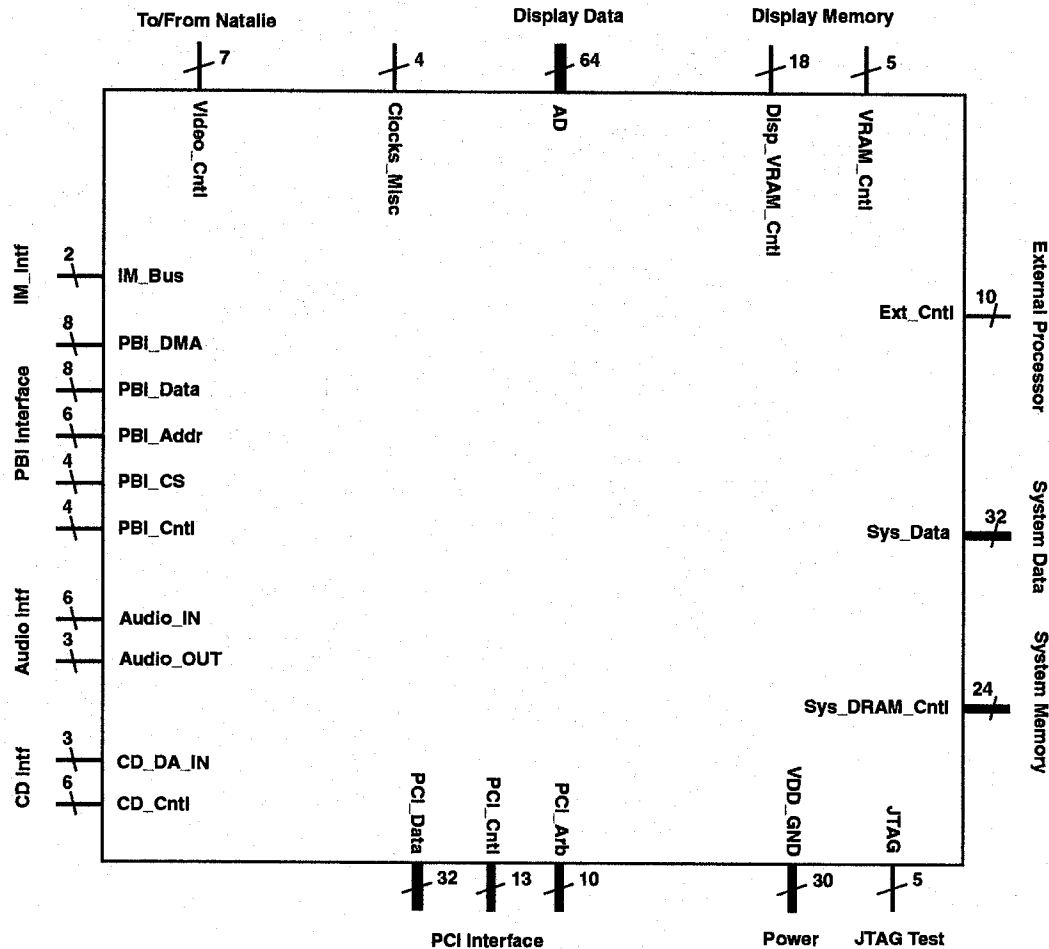 To/From Natalie
Display Data
Display Memory
7
4
64
18
5
Video_Cntl
Clocks_Misc
AD
Disp_VRAM_Cntl
VRAM_Cntl
IM_Intf
2
IM_Bus
PBI Interface
8
PBI_DMA
8
PBI_Data
6
PBI_Addr
4
PBI_CS
4
PBI_Cntl
Audio Intf
6
Audio_IN
3
Audio_OUT
CD Intf
3
CD_DA_IN
6
CD_Cntl
External Processor
10
Ext_Cntl
System Data
32
Sys_Data
System Memory
24
Sys_DRAM_Cntl
PCI_Data
PCI_Cntl
PCI_Arb
VDD_GND
JTAG
32
13
10
30
5
PCI Interface
Power
JTAG Test